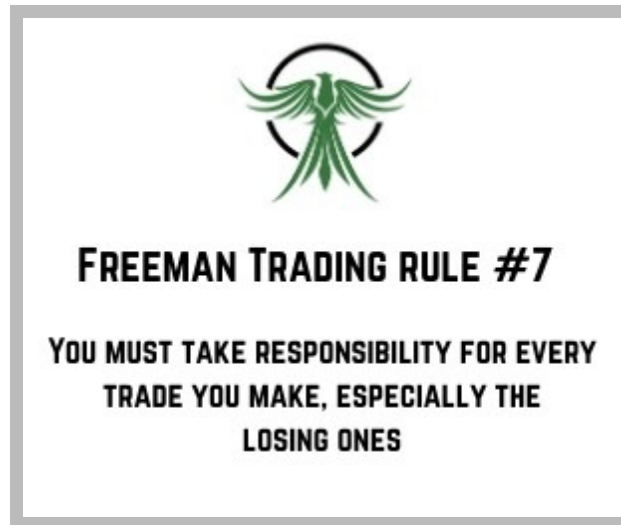 FREEMAN TRADING RULE #7
YOU MUST TAKE RESPONSIBILITY FOR EVERY
TRADE YOU MAKE, ESPECIALLY THE
LOSING ONES